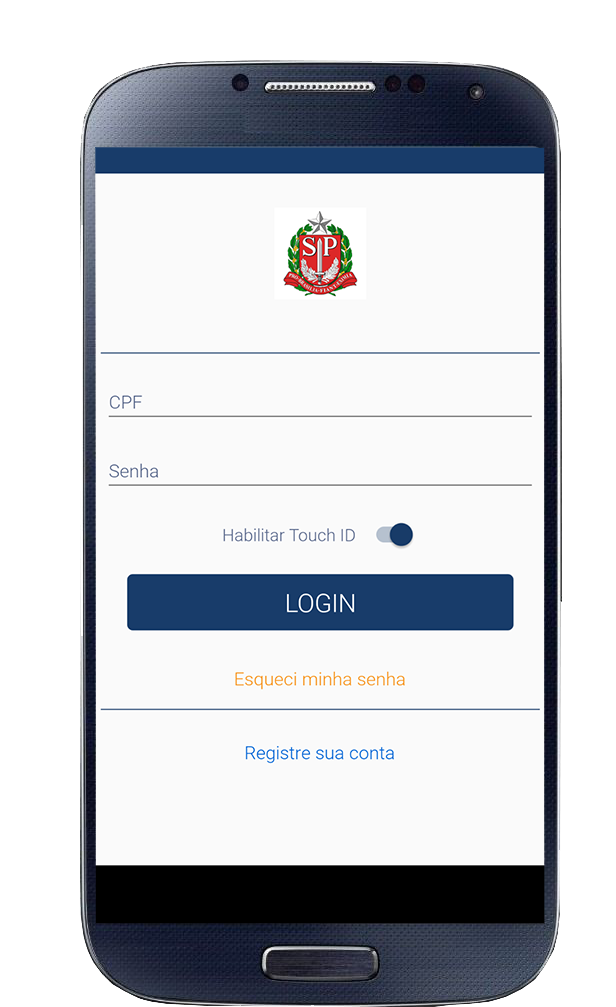 SP
PRO·BRASILIA·FIANT·EXIMIA
CPF
Senha
Habilitar Touch ID
LOGIN
Esqueci minha senha
Registre sua conta